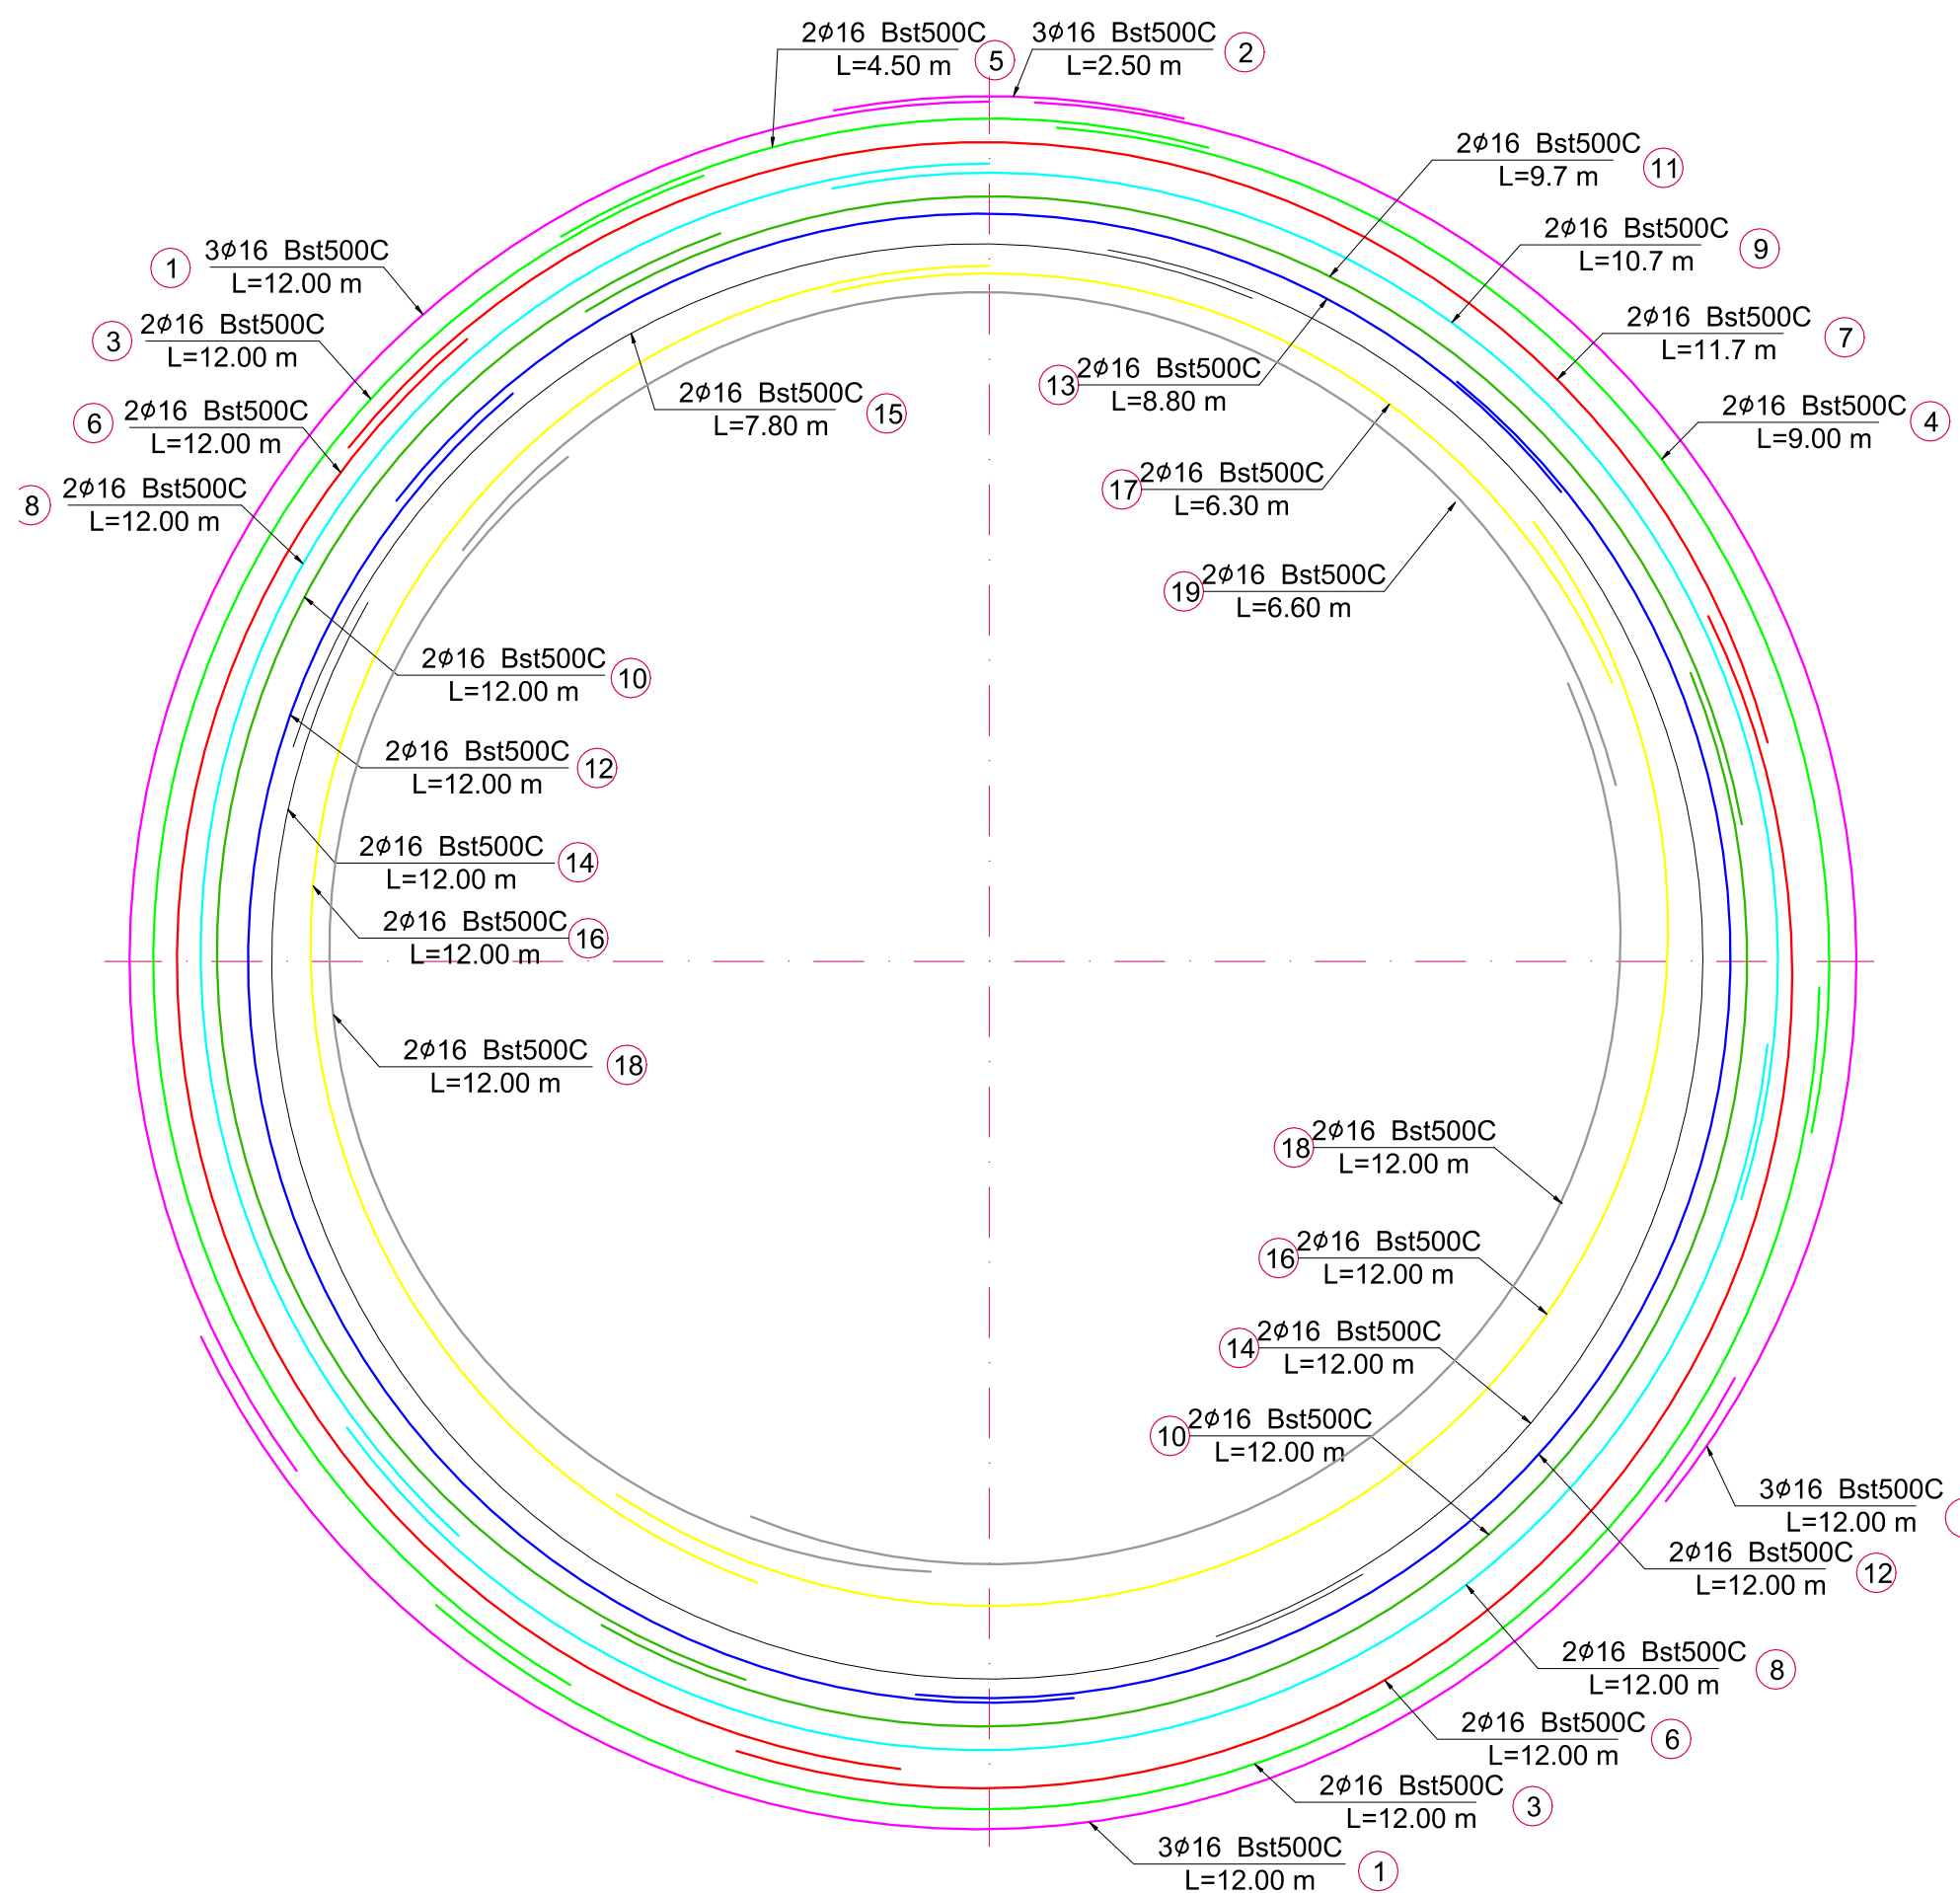 2φ16 Bst500C
L=4.50 m
5
3φ16 Bst500C
L=2.50 m
2
2φ16 Bst500C
L=9.7 m
11
2φ16 Bst500C
L=10.7 m
9
1
3φ16 Bst500C
L=12.00 m
3
2φ16 Bst500C
L=12.00 m
2φ16 Bst500C
L=11.7 m
7
6
2φ16 Bst500C
L=12.00 m
2φ16 Bst500C
L=7.80 m
15
13
2φ16 Bst500C
L=8.80 m
2φ16 Bst500C
L=9.00 m
4
8
2φ16 Bst500C
L=12.00 m
17
2φ16 Bst500C
L=6.30 m
19
2φ16 Bst500C
L=6.60 m
2φ16 Bst500C
L=12.00 m
10
2φ16 Bst500C
L=12.00 m
12
2φ16 Bst500C
L=12.00 m
14
2φ16 Bst500C
L=12.00 m
16
2φ16 Bst500C
L=12.00 m
18
18
2φ16 Bst500C
L=12.00 m
16
2φ16 Bst500C
L=12.00 m
14
2φ16 Bst500C
L=12.00 m
10
2φ16 Bst500C
L=12.00 m
3φ16 Bst500C
L=12.00 m
2φ16 Bst500C
L=12.00 m
12
2φ16 Bst500C
L=12.00 m
8
2φ16 Bst500C
L=12.00 m
6
2φ16 Bst500C
L=12.00 m
3
3φ16 Bst500C
L=12.00 m
1